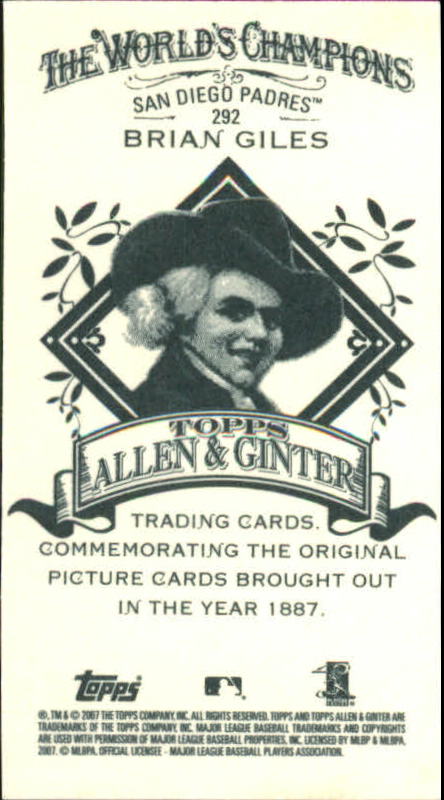 THE WORLD'S CHAMPIONS
SAN DIEGO PADRES™
292
BRIAN GILES
TOPPS
ALLEN & GINTER
TRADING CARDS.
COMMEMORATING THE ORIGINAL
PICTURE CARDS BROUGHT OUT
IN THE YEAR 1887.
topps
®, TM & © 2007 THE TOPPS COMPANY, INC. ALL RIGHTS RESERVED. TOPPS AND TOPPS ALLEN & GINTER ARE
TRADEMARKS OF THE TOPPS COMPANY, INC. MAJOR LEAGUE BASEBALL TRADEMARKS AND COPYRIGHTS
ARE USED WITH PERMISSION OF MAJOR LEAGUE BASEBALL PROPERTIES, INC. LICENSED BY MLBP & MLBPA,
2007. © MLBPA. OFFICIAL LICENSEE - MAJOR LEAGUE BASEBALL PLAYERS ASSOCIATION.